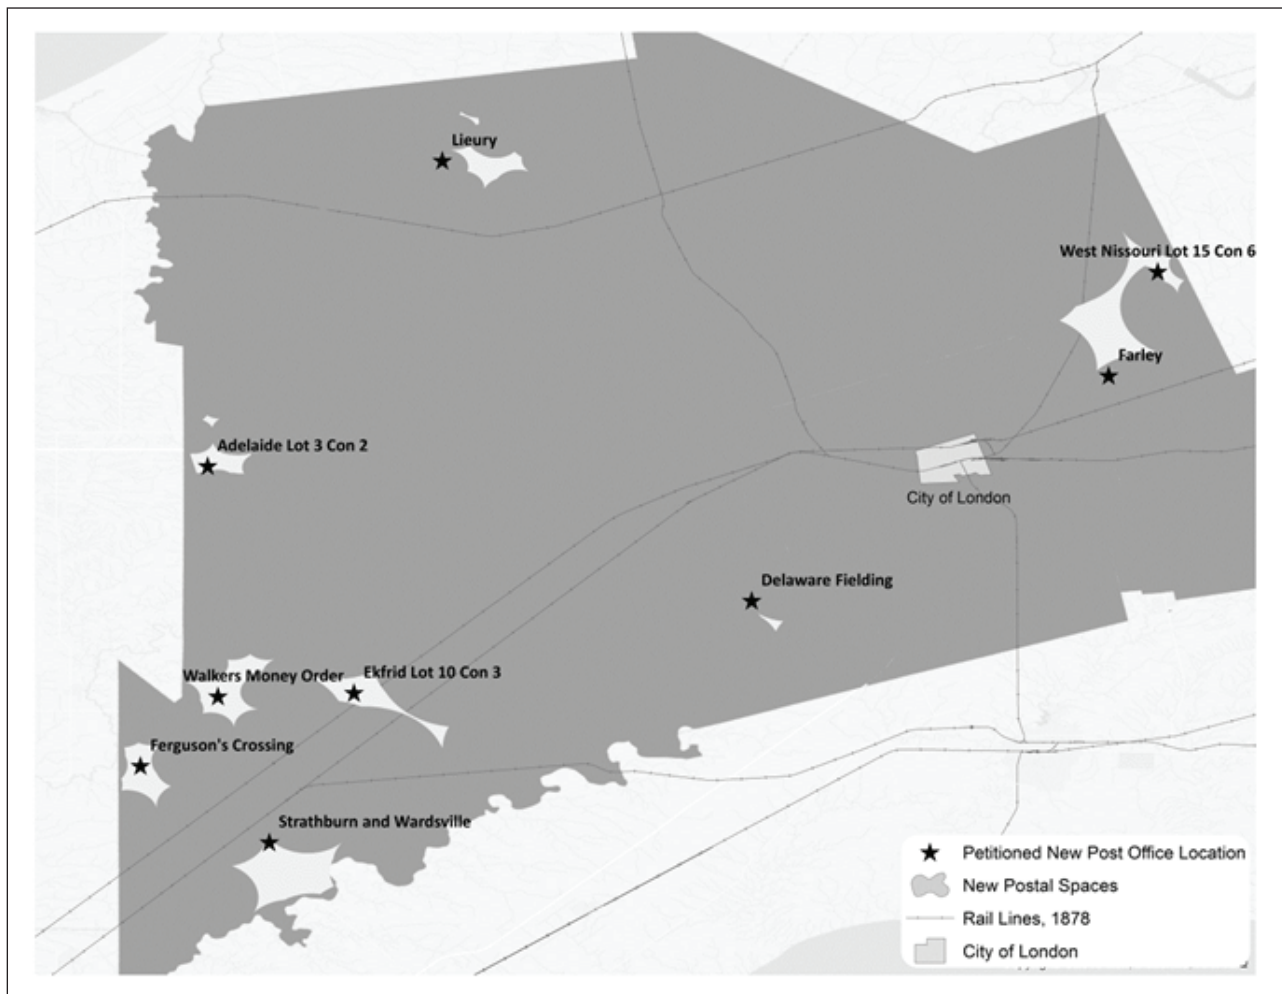 Lieury
West Nissouri Lot 15 Con 6
Farley
Adelaide Lot 3 Con 2
City of London
Delaware Fielding
Walkers Money Order
Ekfrid Lot 10 Con 3
Ferguson's Crossing
Strathburn and Wardsville
Petitioned New Post Office Location
New Postal Spaces
Rail Lines, 1878
City of London